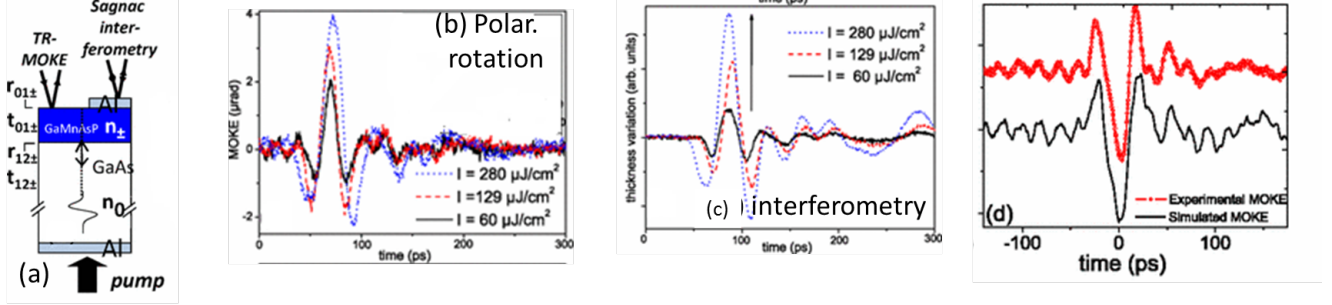 Sagnac
inter-
ferometry
TR-
MOKE
r01±
Al
t01±
GaMnAsP n±
r12±
GaAs
t12±
n0
Al
(a)
pump
(b) Polar.
rotation
4
2
0
-2
MOKE (μrad)
I = 280 μJ/cm²
I =129 μJ/cm²
I = 60 μJ/cm²
0
100
200
300
time (ps)
time (ps)
I = 280 μJ/cm²
I = 129 μJ/cm²
I = 60 μJ/cm²
thickness variation (arb. units)
(c) ) interferometry
0
100
200
300
time (ps)
Experimental MOKE
Simulated MOKE
(d)
-100
0
100
time (ps)